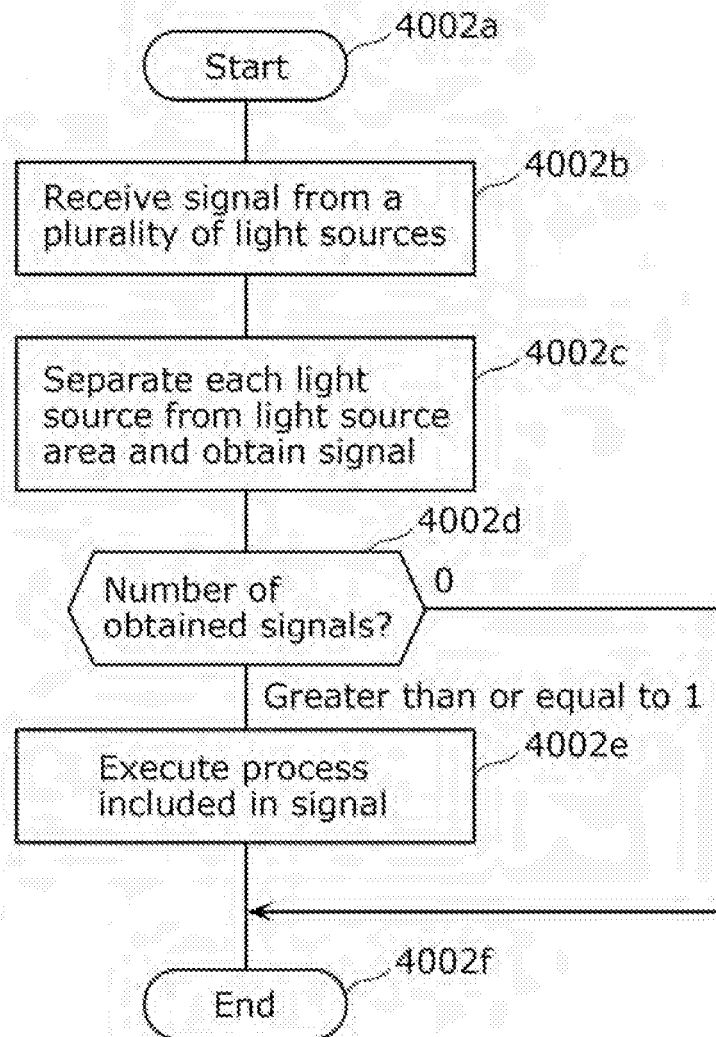 4002a
Start
4002b
Receive signal from a
plurality of light sources
4002c
Separate each light
source from light source
area and obtain signal
4002d
Number of
obtained signals?
0
Greater than or equal to 1
4002e
Execute process
included in signal
4002f
End